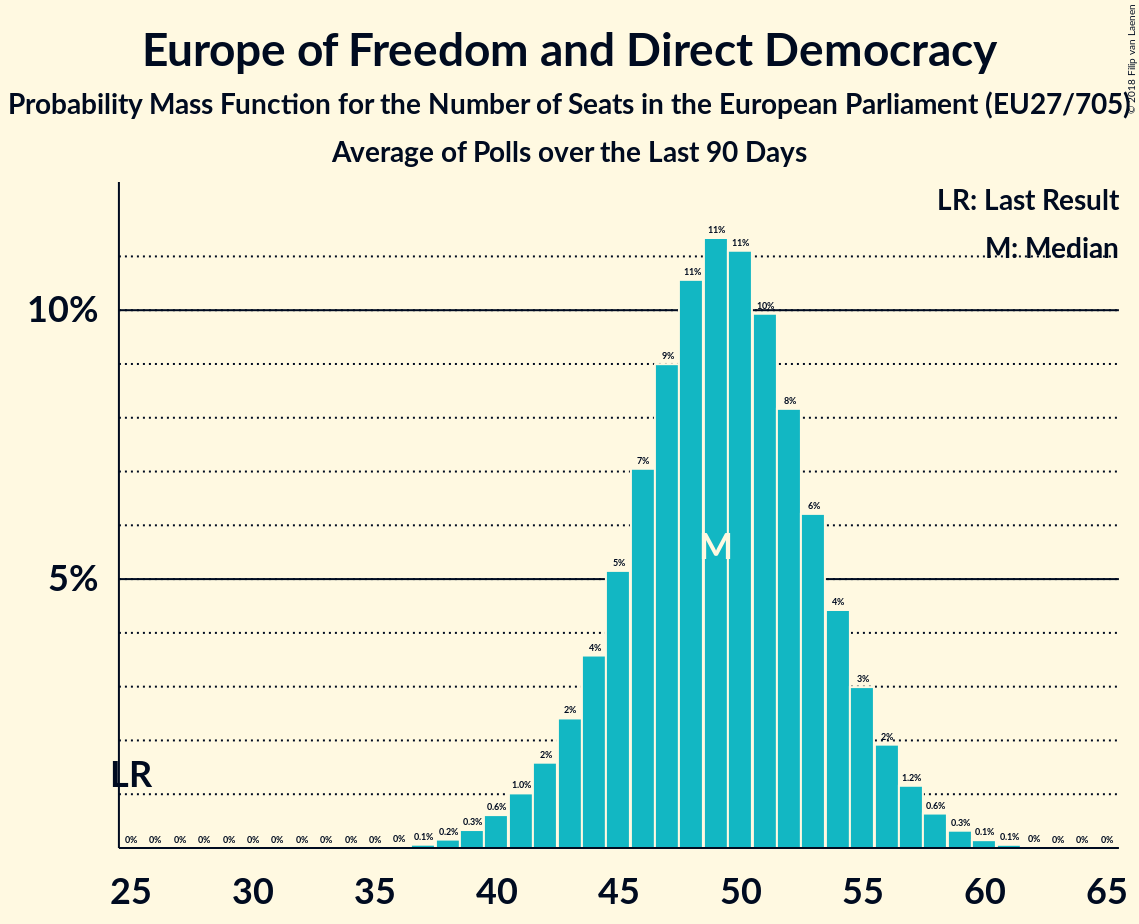 Europe of Freedom and Direct Democracy
Probability Mass Function for the Number of Seats in the European Parliament (EU27/705)
Average of Polls over the Last 90 Days
© 2018 Filip van Laenen
LR: Last Result
M: Median
10%
5%
LR
M
0% 0% 0% 0% 0% 0% 0% 0% 0% 0% 0% 0% 0.1% 0.2% 0.3% 0.6% 1.0% 2% 2% 4% 5% 7% 9% 11% 11% 11% 10% 8% 6% 4% 3% 2% 1.2% 0.6% 0.3% 0.1% 0.1% 0% 0% 0% 0%
25 30 35 40 45 50 55 60 65